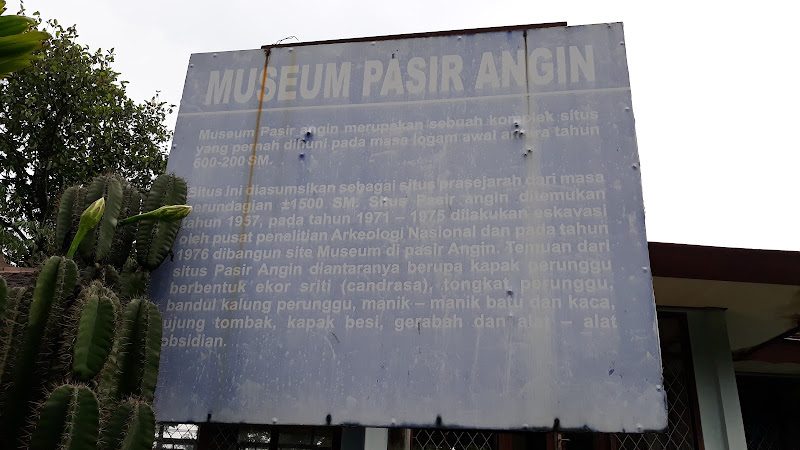 MUSEUM PASIR ANGIN
Museum Pasir angin merupakan sebuah komplek situs
yang pernah dihuni pada masa logam awal antara tahun
600-200 SM.
Situs ini diasumsikan sebagai situs prasejarah dari masa
perundagian ±1500 SM. Situs Pasir angin ditemukan
tahun 1957, pada tahun 1971 – 1975 dilakukan eskavasi
oleh pusat penelitian Arkeologi Nasional dan pada tahun
1976 dibangun site Museum di pasir Angin. Temuan dari
situs Pasir Angin diantaranya berupa kapak perunggu
berbentuk ekor sriti (candrasa), tongkat perunggu,
bandul kalung perunggu, manik – manik batu dan kaca,
ujung tombak, kapak besi, gerabah dan alat – alat
obsidian.